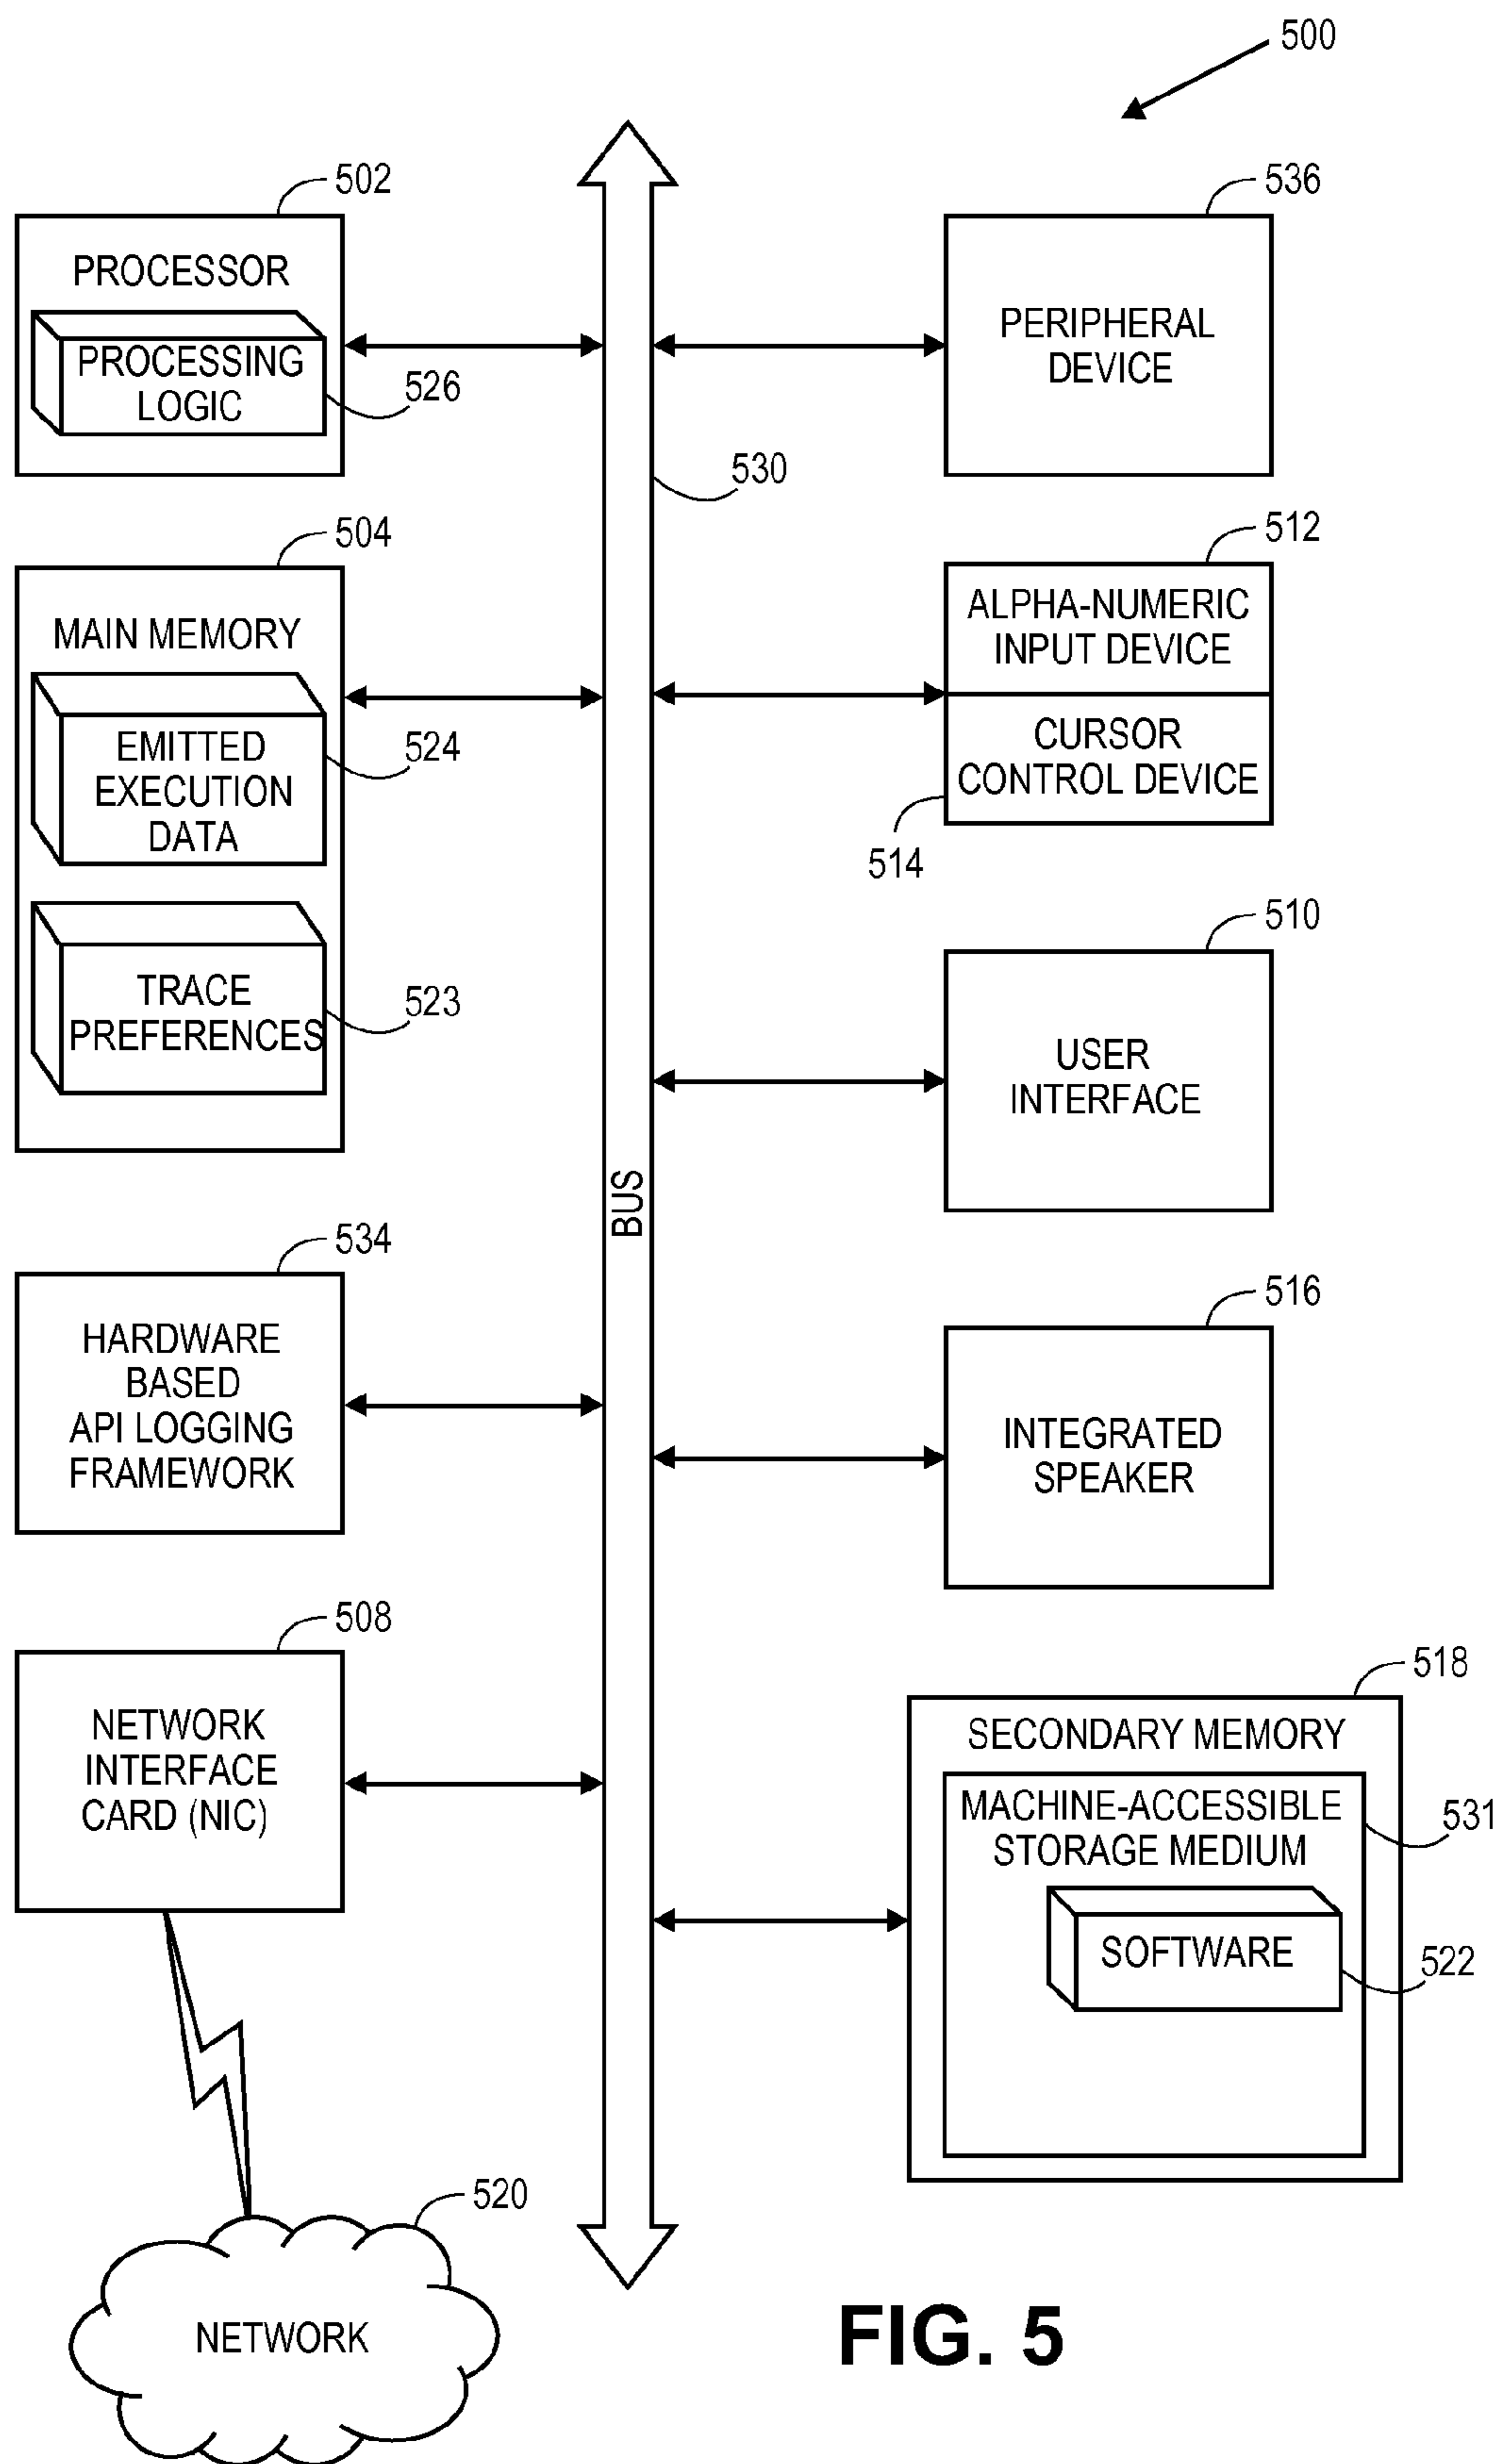 500
502
PROCESSOR
PROCESSING
LOGIC
526
536
PERIPHERAL
DEVICE
530
504
MAIN MEMORY
EMITTED
EXECUTION
DATA
524
TRACE
PREFERENCES
523
512
ALPHA-NUMERIC
INPUT DEVICE
CURSOR
CONTROL DEVICE
514
510
USER
INTERFACE
BUS
534
HARDWARE
BASED
API LOGGING
FRAMEWORK
516
INTEGRATED
SPEAKER
508
NETWORK
INTERFACE
CARD (NIC)
518
SECONDARY MEMORY
MACHINE-ACCESSIBLE
STORAGE MEDIUM
531
SOFTWARE
522
520
NETWORK
FIG. 5